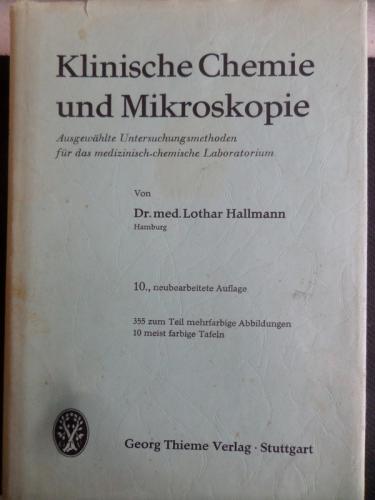 Klinische Chemie
und Mikroskopie
Ausgewählte Untersuchungsmethoden
für das medizinisch-chemische Laboratorium
Von
Dr. med. Lothar Hallmann
Hamburg
10., neubearbeitete Auflage
355 zum Teil mehrfarbige Abbildungen
10 meist farbige Tafeln
Georg Thieme Verlag · Stuttgart